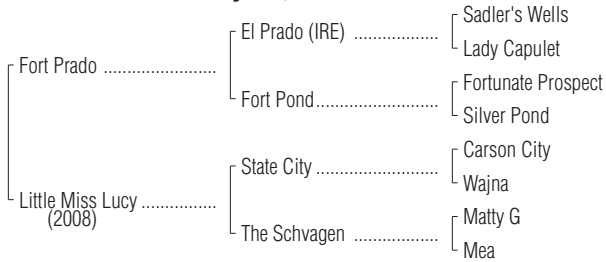 Sadler's Wells
El Prado (IRE) ..................
Lady Capulet
Fort Prado ........................
Fortunate Prospect
Fort Pond..........................
Silver Pond
Carson City
State City ..........................
Wajna
Little Miss Lucy ................
(2008)
Matty G
The Schvagen ..................
Mea